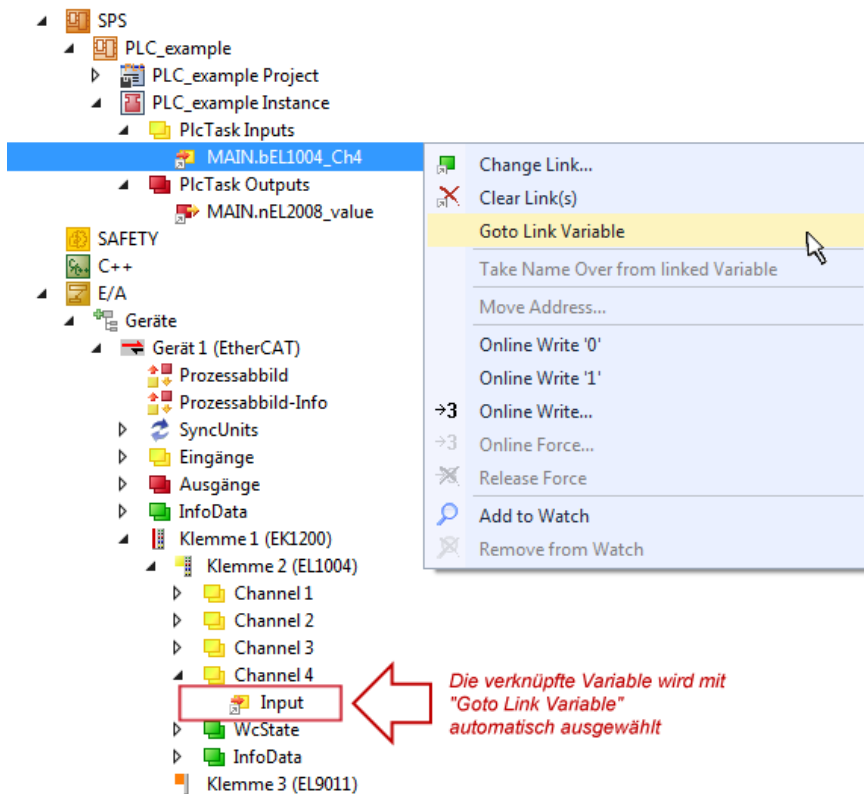 SPS
PLC_example
PLC_example Project
PLC_example Instance
PlcTask Inputs
MAIN.bEL1004_Ch4
PlcTask Outputs
MAIN.nEL2008_value
SAFETY
C++
E/A
Geräte
Gerät 1 (EtherCAT)
Prozessabbild
Prozessabbild-Info
SyncUnits
Eingänge
Ausgänge
InfoData
Klemme 1 (EK1200)
Klemme 2 (EL1004)
Channel 1
Channel 2
Channel 3
Channel 4
Input
WcState
InfoData
Klemme 3 (EL9011)
Change Link...
Clear Link(s)
Goto Link Variable
Take Name Over from linked Variable
Move Address...
Online Write '0'
Online Write '1'
→3 Online Write...
→3 Online Force...
Release Force
Add to Watch
Remove from Watch
Die verknüpfte Variable wird mit
"Goto Link Variable"
automatisch ausgewählt